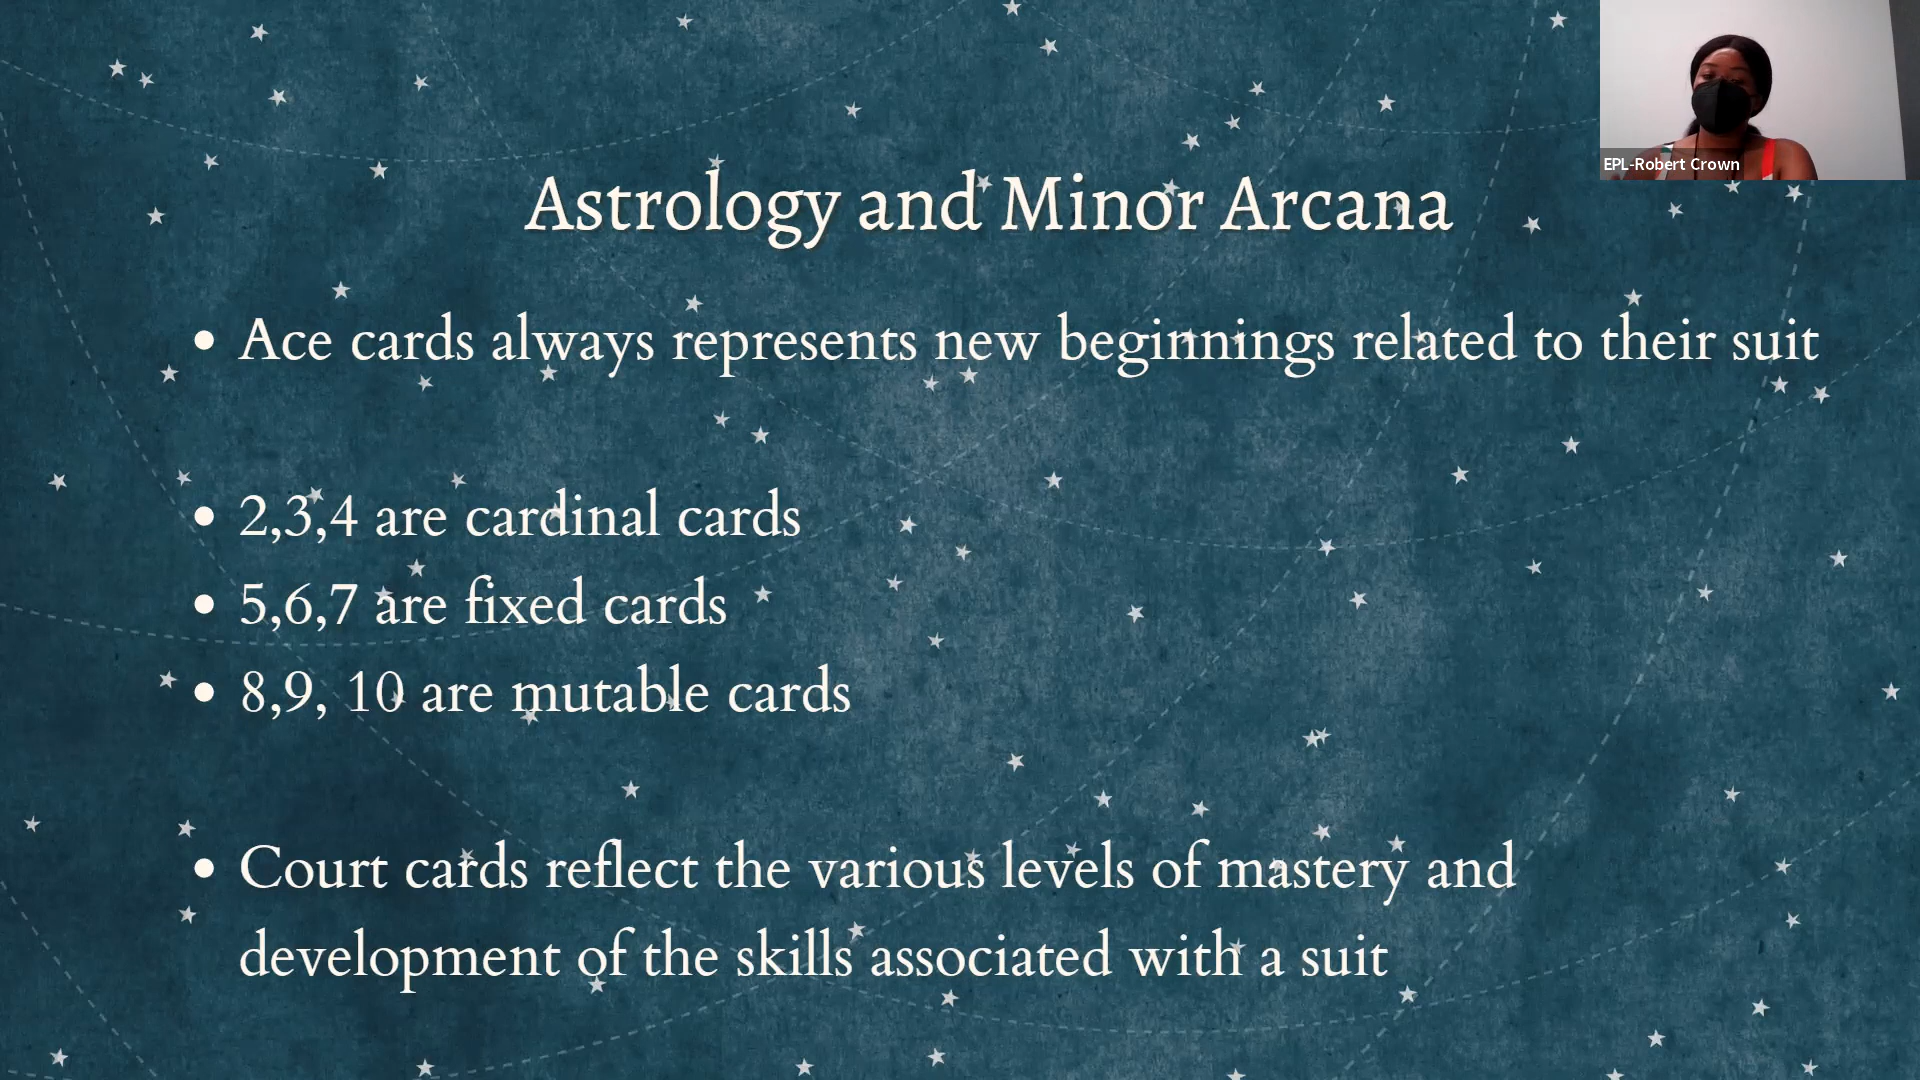 Astrology and Minor Arcana
EPL-Robert Crown
• Ace cards always represents new beginnings related to their suit
• 2,3,4 are cardinal cards
• 5,6,7 are fixed cards
• 8,9, 10 are mutable cards
• Court cards reflect the various levels of mastery and
development of the skills associated with a suit